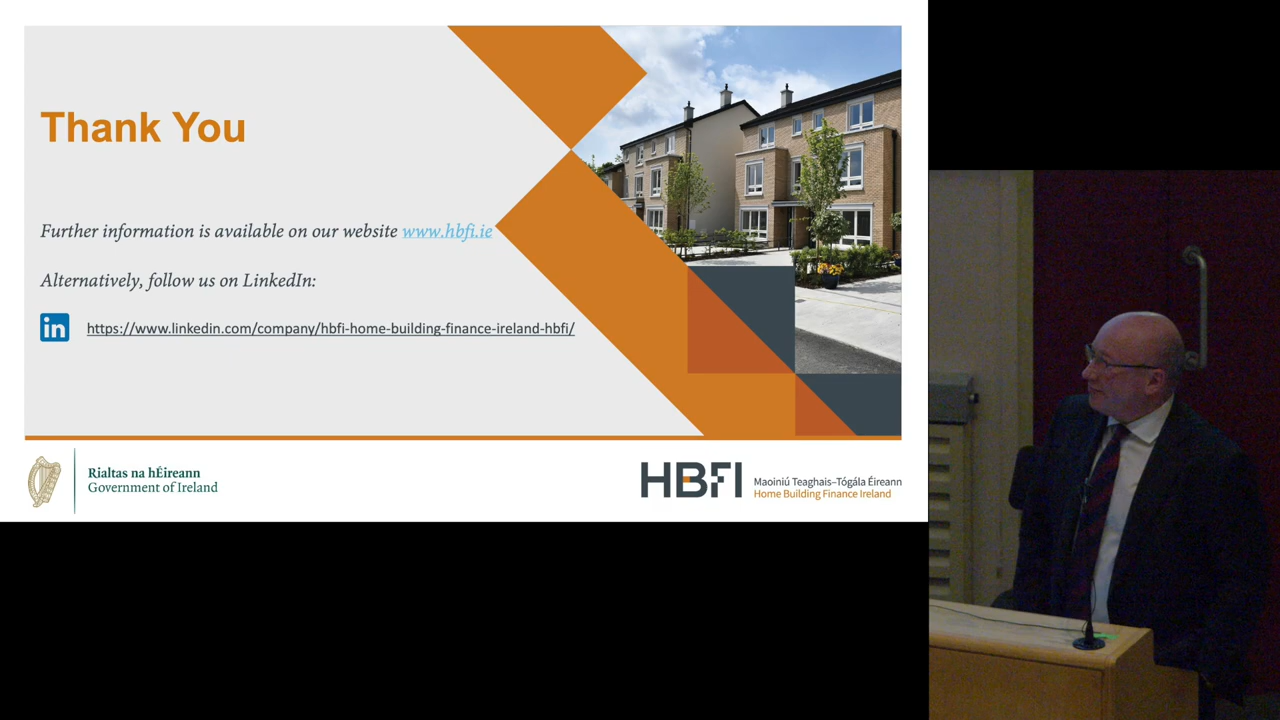 Thank You
Further information is available on our website www.hbfi.ie
Alternatively, follow us on LinkedIn:
in
https://www.linkedin.com/company/hbfi-home-building-finance-ireland-hbfi/
Rialtas na hÉireann
Government of Ireland
HBFI
Maoiniú Teaghais–Tógála Éireann
Home Building Finance Ireland